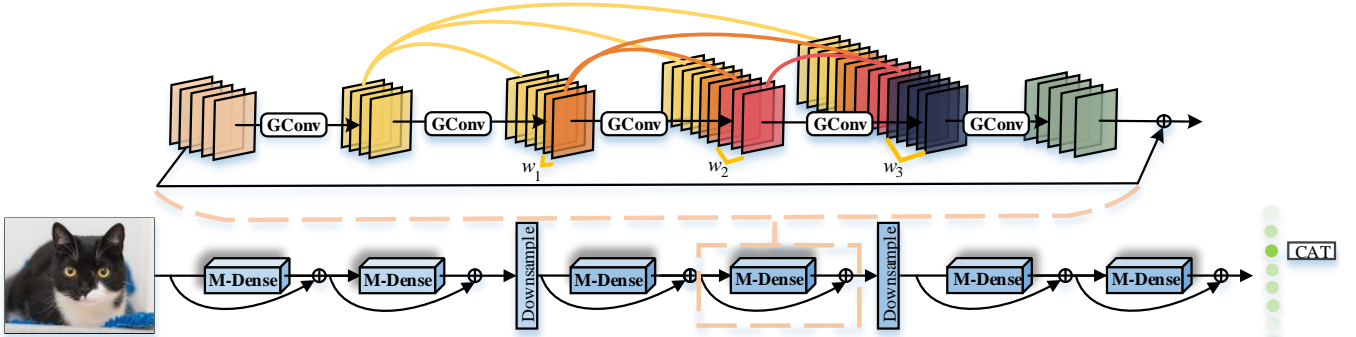 GConv GConv GConv GConv GConv
w1 w2 w3
Downsample Downsample
M-Dense M-Dense M-Dense M-Dense M-Dense M-Dense
CAT